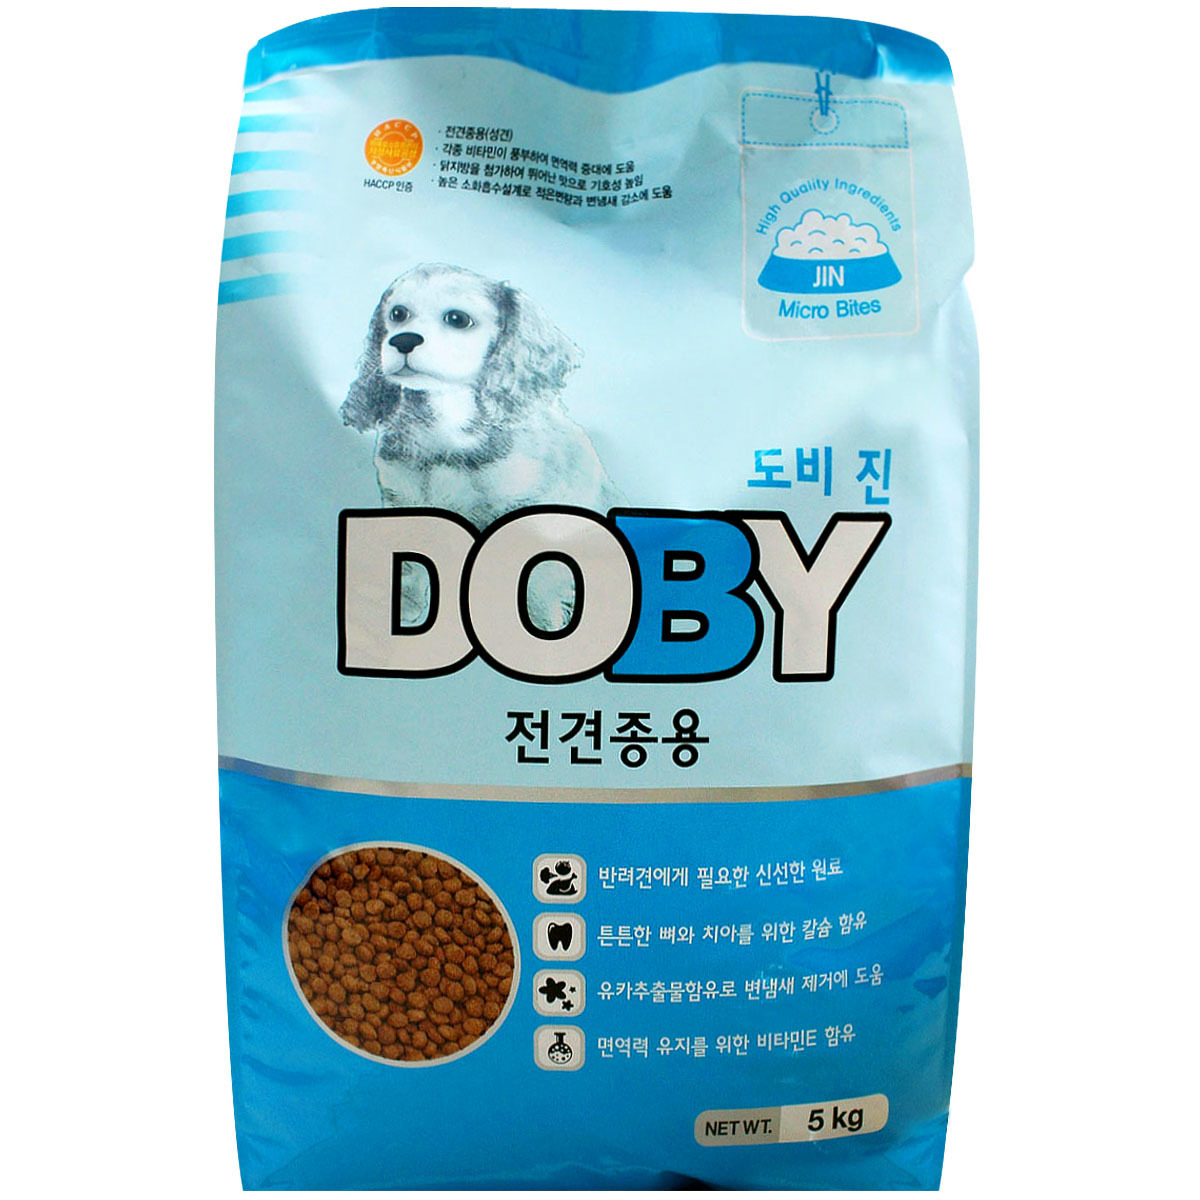 HACCP
HACCP 인증
· 전견종용(성견)
· 각종 비타민이 풍부하여 면역력 증대에 도움
· 닭지방을 첨가하여 뛰어난 맛으로 기호성 높임
· 높은 소화흡수설계로 적은변량과 변냄새 감소에 도움
High Quality Ingredients
JIN
Micro Bites
도비 진
DOBY
전견종용
반려견에게 필요한 신선한 원료
튼튼한 뼈와 치아를 위한 칼슘 함유
유카추출물함유로 변냄새 제거에 도움
면역력 유지를 위한 비타민E 함유
NET WT. 5 kg